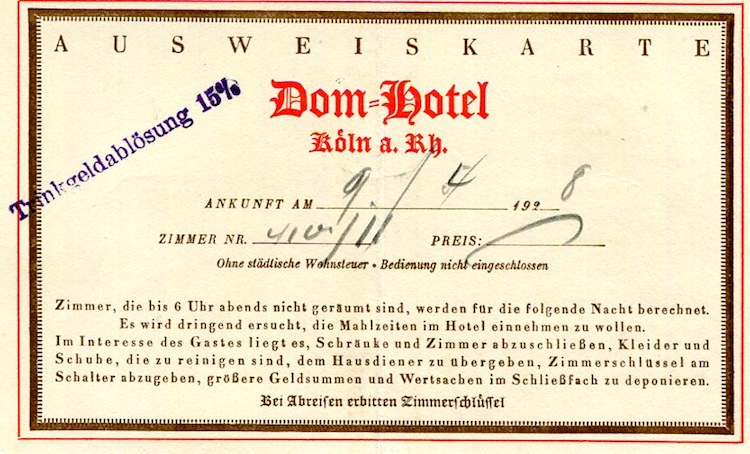 AUSWEISKARTE
Trinkgeldablösung 15%
Dom-Hotel
Köln a. Rh.
ANKUNFT AM 9. / 4 1928
ZIMMER NR. PREIS:
Ohne städtische Wohnsteuer • Bedienung nicht eingeschlossen
Zimmer, die bis 6 Uhr abends nicht geräumt sind, werden für die folgende Nacht berechnet.
Es wird dringend ersucht, die Mahlzeiten im Hotel einnehmen zu wollen.
Im Interesse des Gastes liegt es, Schränke und Zimmer abzuschließen, Kleider und
Schuhe, die zu reinigen sind, dem Hausdiener zu übergeben, Zimmerschlüssel am
Schalter abzugeben, größere Geldsummen und Wertsachen im Schließfach zu deponieren.
Bei Abreisen erbitten Zimmerschlüssel